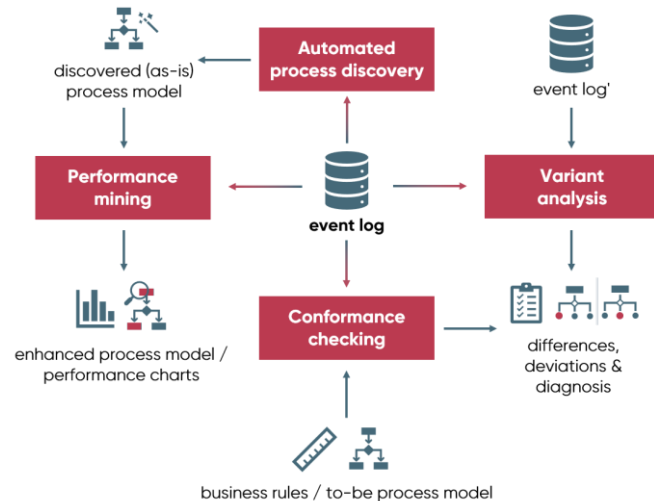 Automated
process discovery
discovered (as-is)
process model
event log'
Performance
mining
event log
Variant
analysis
enhanced process model /
performance charts
Conformance
checking
differences,
deviations &
diagnosis
business rules / to-be process model